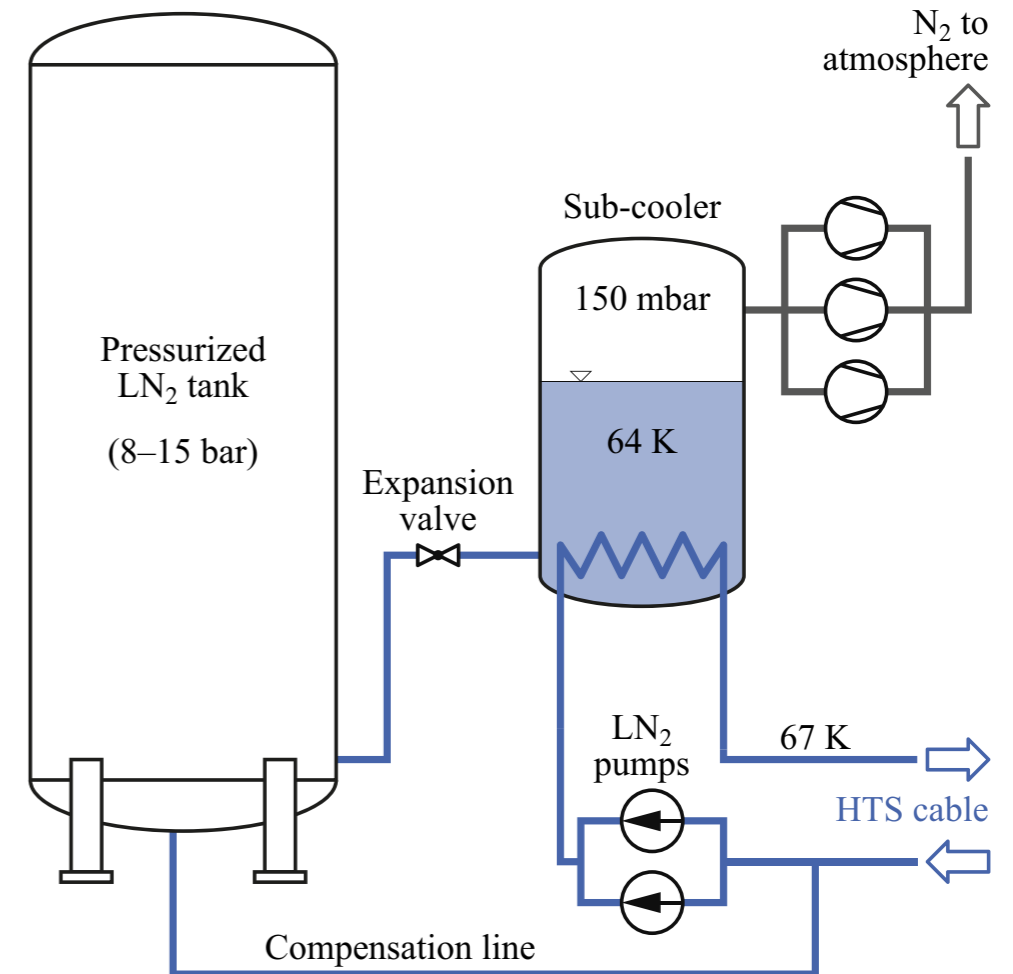 N₂ to
atmosphere
Sub-cooler
150 mbar
Pressurized
LN₂ tank
(8–15 bar)
64 K
Expansion
valve
LN₂
pumps
67 K
HTS cable
Compensation line